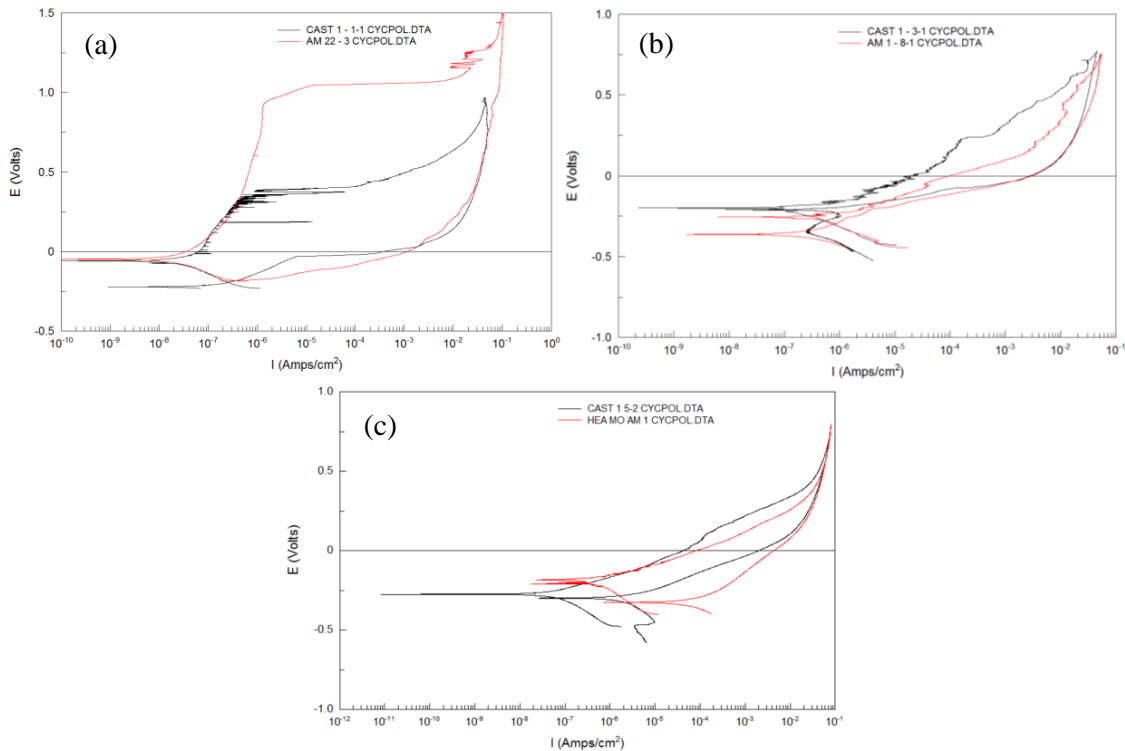 (a)
CAST 1 - 1-1 CYCPOL.DTA
AM 22 - 3 CYCPOL.DTA
1.5
1.0
0.5
0
-0.5
E (Volts)
10-10 10-9 10-8 10-7 10-6 10-5 10-4 10-3 10-2 10-1 100
I (Amps/cm2)
(b)
CAST 1 - 3-1 CYCPOL.DTA
AM 1 - 8-1 CYCPOL.DTA
1.0
0.5
0
-0.5
-1.0
E (Volts)
10-10 10-9 10-8 10-7 10-6 10-5 10-4 10-3 10-2 10-1
I (Amps/cm2)
(c)
CAST 1 5-2 CYCPOL.DTA
HEA MO AM 1 CYCPOL.DTA
1.0
0.5
0
-0.5
-1.0
E (Volts)
10-12 10-11 10-10 10-9 10-8 10-7 10-6 10-5 10-4 10-3 10-2 10-1
I (Amps/cm2)